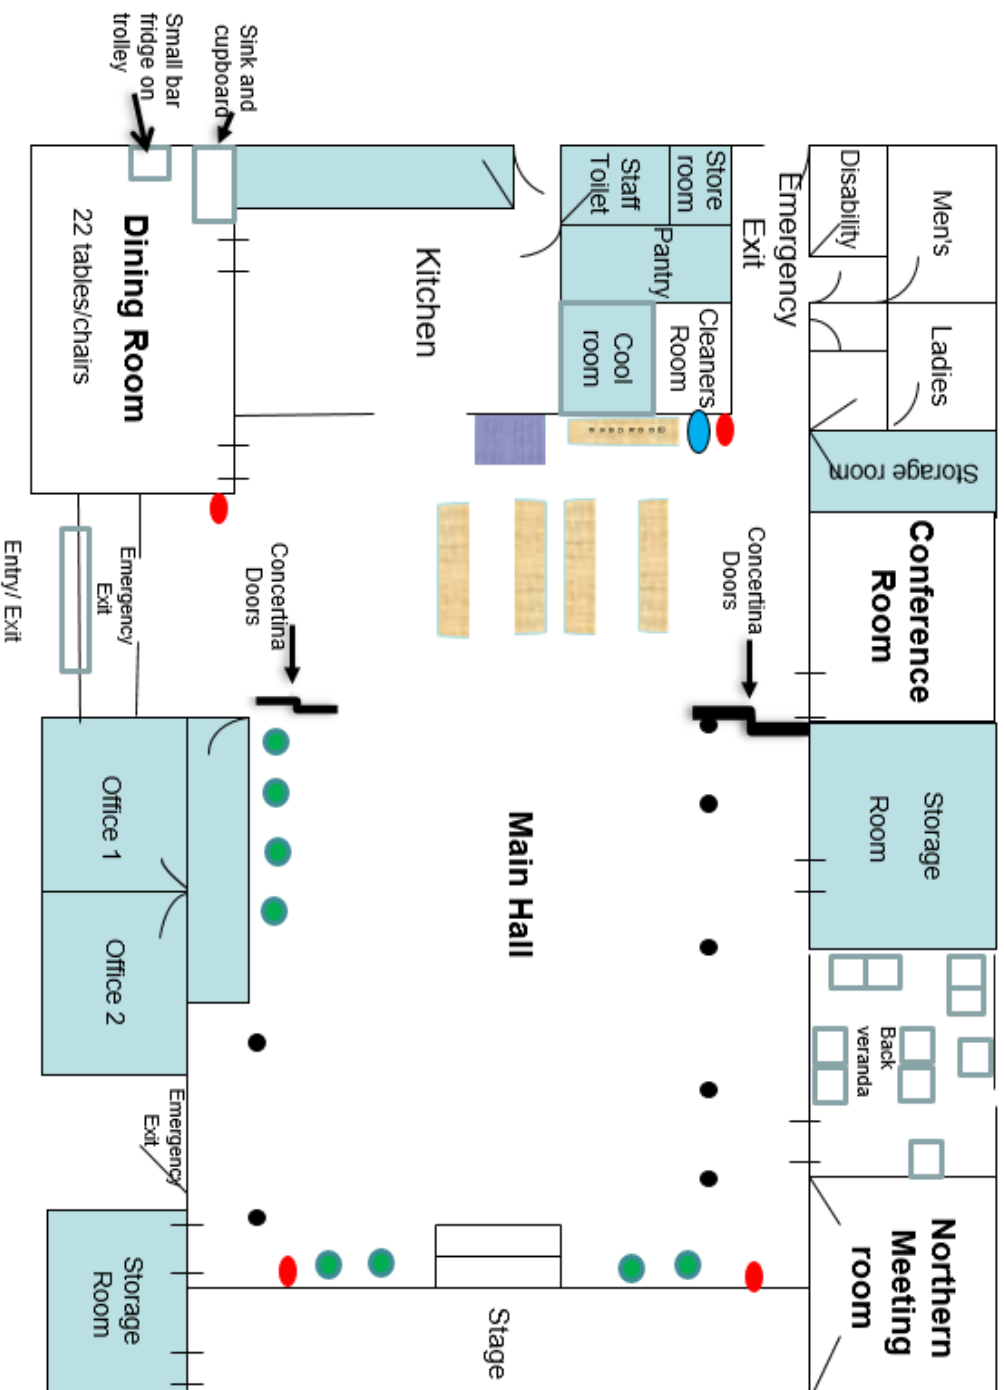 Men's
Disability
Ladies
Storage room
Conference
Room
Storage
Room
Back
veranda
Northern
Meeting
room
Emergency
Exit
Store
room
Staff
Toilet
Pantry
Cleaners
Room
Cool
room
Concertina
Doors
Kitchen
Main Hall
Stage
Sink and
cupboard
Small bar
fridge on
trolley
Dining Room
22 tables/chairs
Concertina
Doors
Emergency
Exit
Entry/ Exit
Office 1
Office 2
Emergency
Exit
Storage
Room